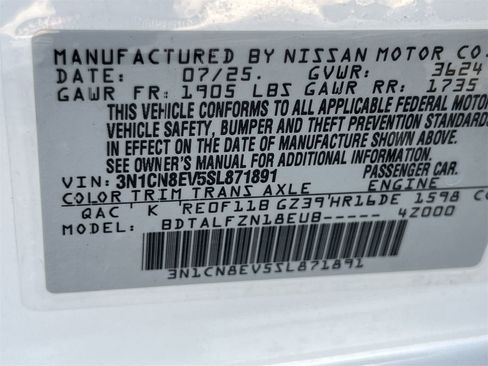 MANUFACTURED BY NISSAN MOTOR CO.
DATE: 07/25. GVWR: 3624
GAWR FR: 1905 LBS GAWR RR: 1735
THIS VEHICLE CONFORMS TO ALL APPLICABLE FEDERAL MOTOR
VEHICLE SAFETY, BUMPER AND THEFT PREVENTION STANDARDS
IN EFFECT ON THE DATE OF MANUFACTURE SHOWN ABOVE.
SEE OWNER'S MANUAL FOR ADDITIONAL INFORMATION.
VIN: 3N1CN8EV5SL871891 PASSENGER CAR.
COLOR TRIM TRANS AXLE ENGINE
QAC K RE0F11B GZ39 HR16DE 1598 CC
MODEL: BDTALFZN18EUB----- 4Z000
3N1CN8EV5SL871891